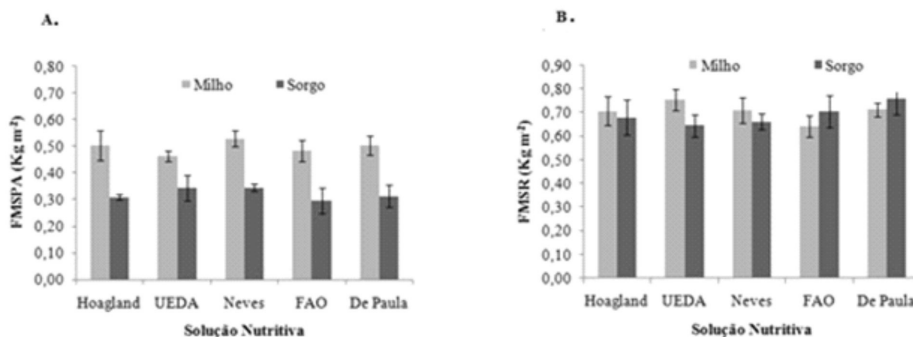 A.
FMSPA (Kg m⁻²)
0,80
0,70
0,60
0,50
0,40
0,30
0,20
0,10
0,00
Milho Sorgo
Hoagland UEDA Neves FAO De Paula
Solução Nutritiva
B.
FMSR (Kg m⁻²)
0,90
0,80
0,70
0,60
0,50
0,40
0,30
0,20
0,10
0,00
Milho Sorgo
Hoagland UEDA Neves FAO De Paula
Solução Nutritiva